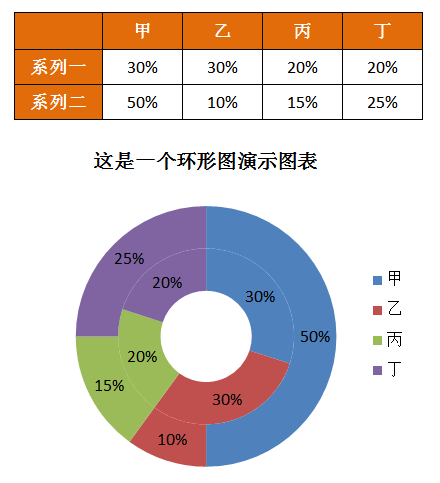 甲 乙 丙 丁
系列一 30% 30% 20% 20%
系列二 50% 10% 15% 25%
这是一个环形图演示图表
25%
20%
30%
甲
乙
50%
丙
20%
丁
15%
30%
10%